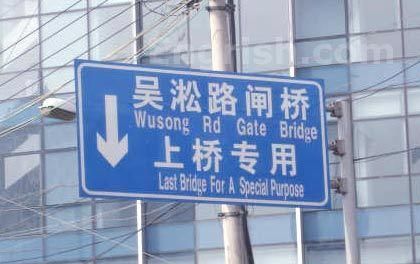 吴淞路闸桥
Wusong Rd Gate Bridge
上桥专用
Last Bridge For A Special Purpose